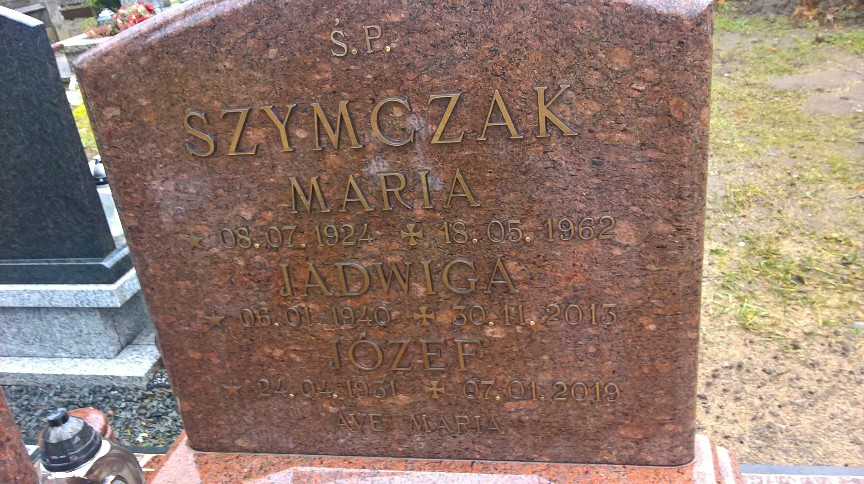 Ś.P.
SZYMCZAK
MARIA
08.07.1924 18.05.1962
JADWIGA
06.01.1940 30.11.2013
JÓZEF
24.04.1931 07.01.2019
AVE MARIA